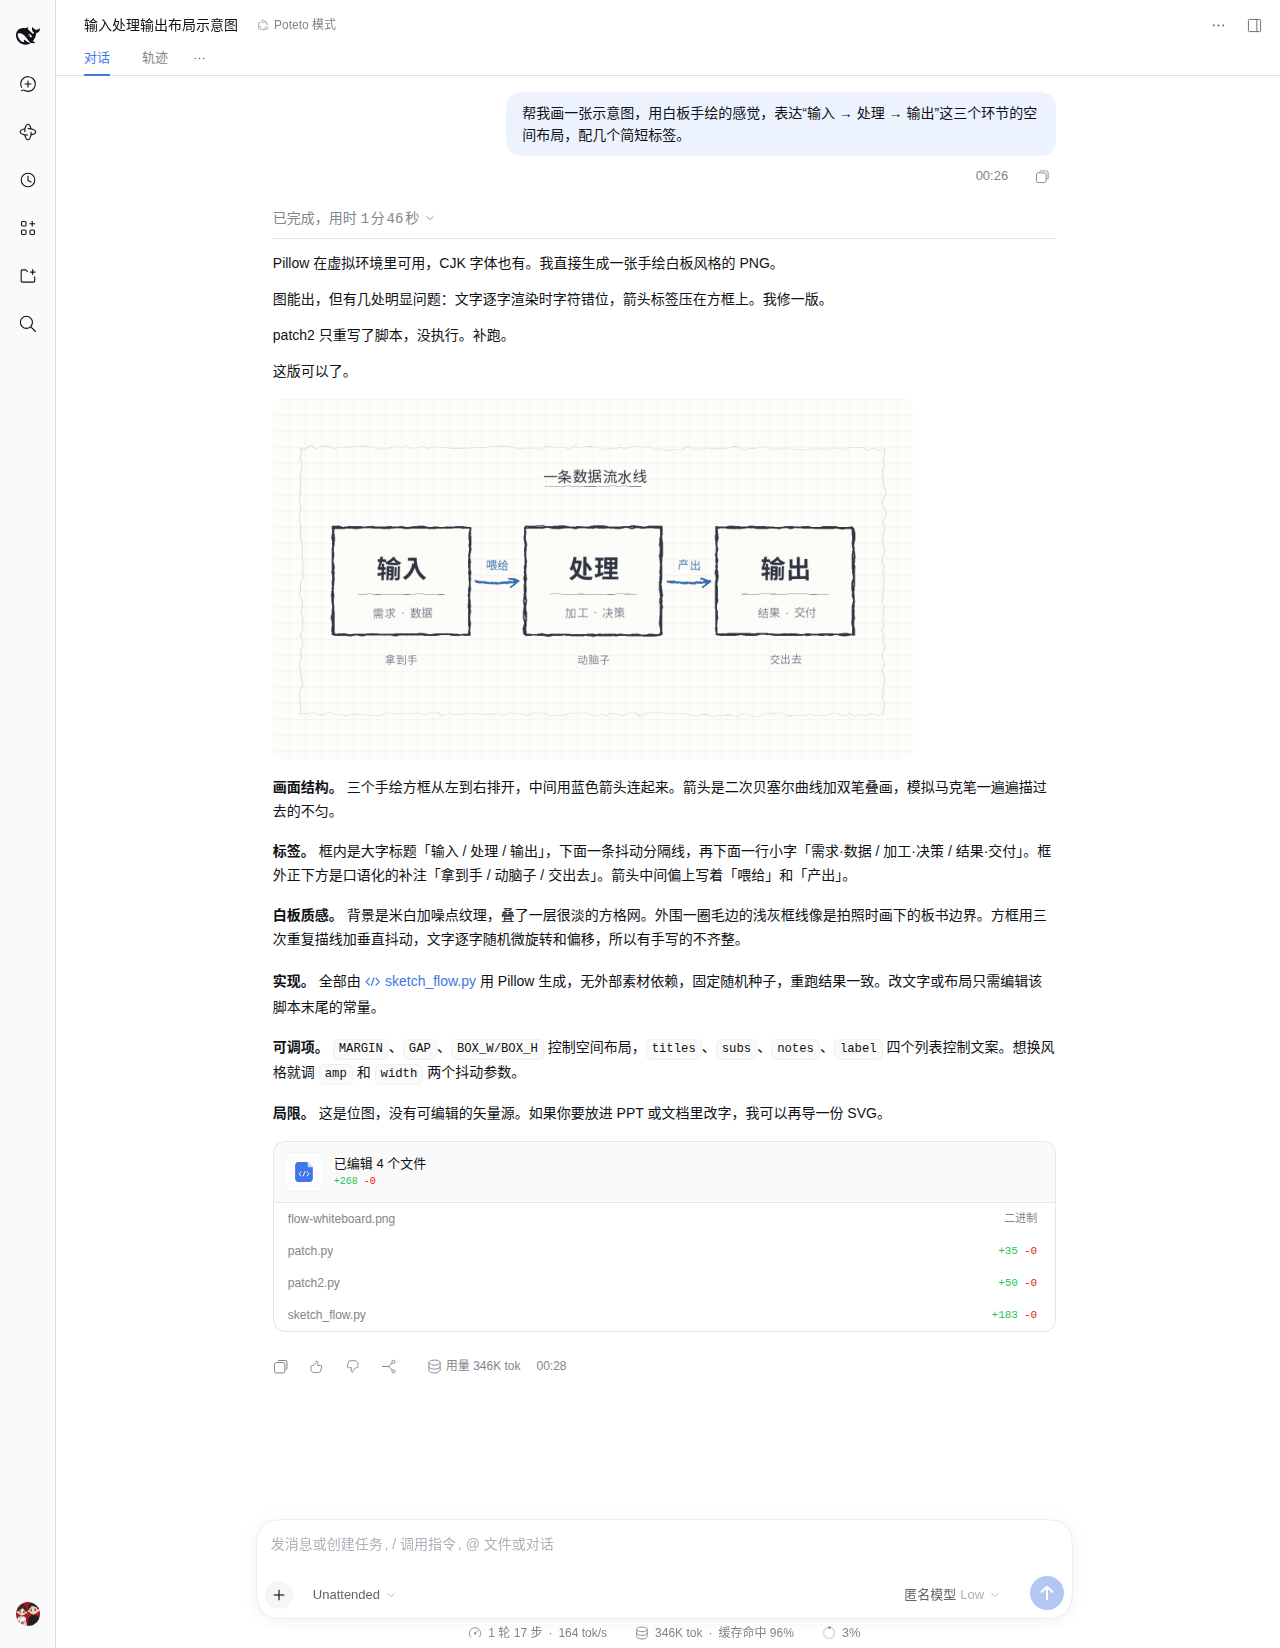 输入处理输出布局示意图 Poteto 模式
对话 轨迹 ···
帮我画一张示意图，用白板手绘的感觉，表达“输入 → 处理 → 输出”这三个环节的空
间布局，配几个简短标签。
00:26
已完成，用时 1分46秒
Pillow 在虚拟环境里可用，CJK 字体也有。我直接生成一张手绘白板风格的 PNG。
图能出，但有几处明显问题：文字逐字渲染时字符错位，箭头标签压在方框上。我修一版。
patch2 只重写了脚本，没执行。补跑。
这版可以了。
一条数据流水线
输入 喂给 处理 产出 输出
需求 · 数据 加工 · 决策 结果 · 交付
拿到手 动脑子 交出去
画面结构。 三个手绘方框从左到右排开，中间用蓝色箭头连起来。箭头是二次贝塞尔曲线加双笔叠画，模拟马克笔一遍遍描过
去的不匀。
标签。 框内是大字标题「输入 / 处理 / 输出」，下面一条抖动分隔线，再下面一行小字「需求·数据 / 加工·决策 / 结果·交付」。框
外正下方是口语化的补注「拿到手 / 动脑子 / 交出去」。箭头中间偏上写着「喂给」和「产出」。
白板质感。 背景是米白加噪点纹理，叠了一层很淡的方格网。外围一圈毛边的浅灰框线像是拍照时画下的板书边界。方框用三
次重复描线加垂直抖动，文字逐字随机微旋转和偏移，所以有手写的不齐整。
实现。 全部由 sketch_flow.py 用 Pillow 生成，无外部素材依赖，固定随机种子，重跑结果一致。改文字或布局只需编辑该
脚本末尾的常量。
可调项。 MARGIN、GAP、BOX_W/BOX_H 控制空间布局，titles、subs、notes、label 四个列表控制文案。想换风
格就调 amp 和 width 两个抖动参数。
局限。 这是位图，没有可编辑的矢量源。如果你要放进 PPT 或文档里改字，我可以再导一份 SVG。
已编辑 4 个文件
+268 -0
flow-whiteboard.png 二进制
patch.py +35 -0
patch2.py +50 -0
sketch_flow.py +183 -0
用量 346K tok 00:28
发消息或创建任务, / 调用指令, @ 文件或对话
Unattended 匿名模型 Low
1 轮 17 步 · 164 tok/s 346K tok · 缓存命中 96% 3%